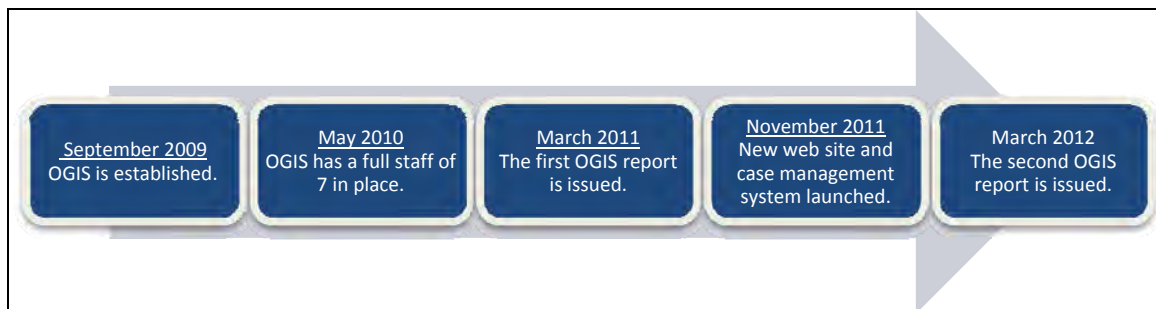 September 2009
OGIS is established.
May 2010
OGIS has a full staff of
7 in place.
March 2011
The first OGIS report
is issued.
November 2011
New web site and
case management
system launched.
March 2012
The second OGIS
report is issued.